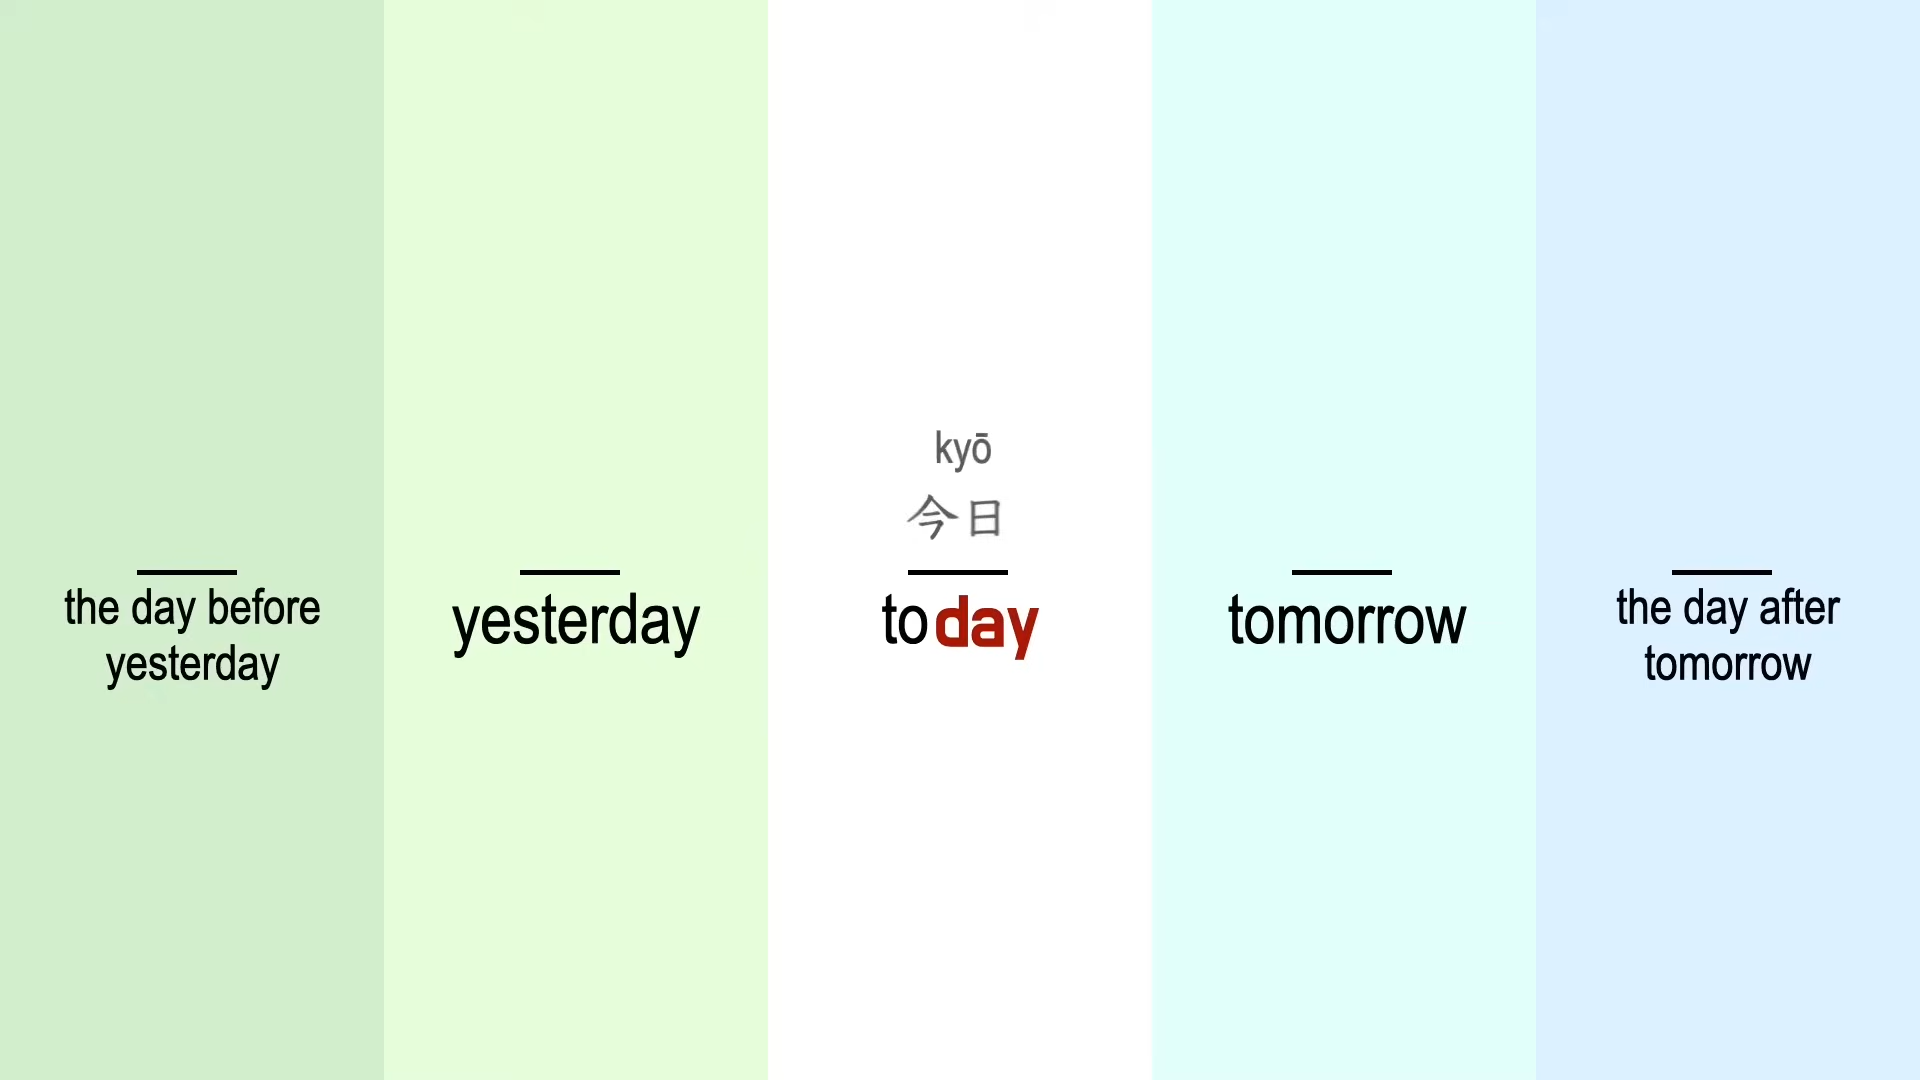 the day before
yesterday
yesterday
kyō
今日
today
tomorrow
the day after
tomorrow